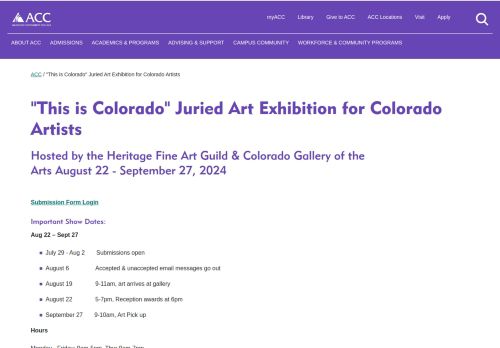 myACC Library Give to ACC ACC Locations Visit Apply
ACC
ABOUT ACC ADMISSIONS ACADEMICS & PROGRAMS ADVISING & SUPPORT CAMPUS COMMUNITY WORKFORCE & COMMUNITY PROGRAMS
ACC / "This is Colorado" Juried Art Exhibition for Colorado Artists
"This is Colorado" Juried Art Exhibition for Colorado
Artists
Hosted by the Heritage Fine Art Guild & Colorado Gallery of the
Arts August 22 - September 27, 2024
Submission Form Login
Important Show Dates:
Aug 22 – Sept 27
July 29 - Aug 2 Submissions open
August 6 Accepted & unaccepted email messages go out
August 19 9-11am, art arrives at gallery
August 22 5-7pm, Reception awards at 6pm
September 27 9-10am, Art Pick up
Hours